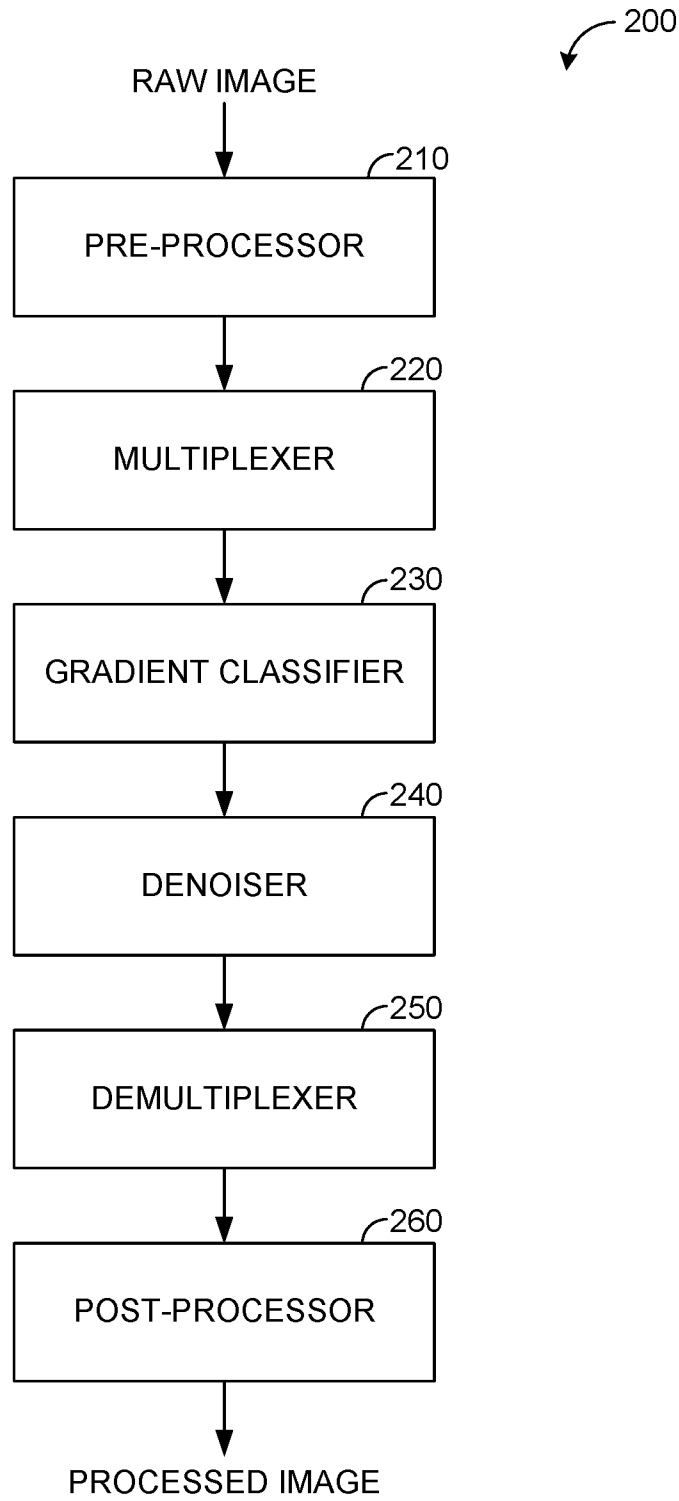 200
RAW IMAGE
210
PRE-PROCESSOR
220
MULTIPLEXER
230
GRADIENT CLASSIFIER
240
DENOISER
250
DEMULTIPLEXER
260
POST-PROCESSOR
PROCESSED IMAGE